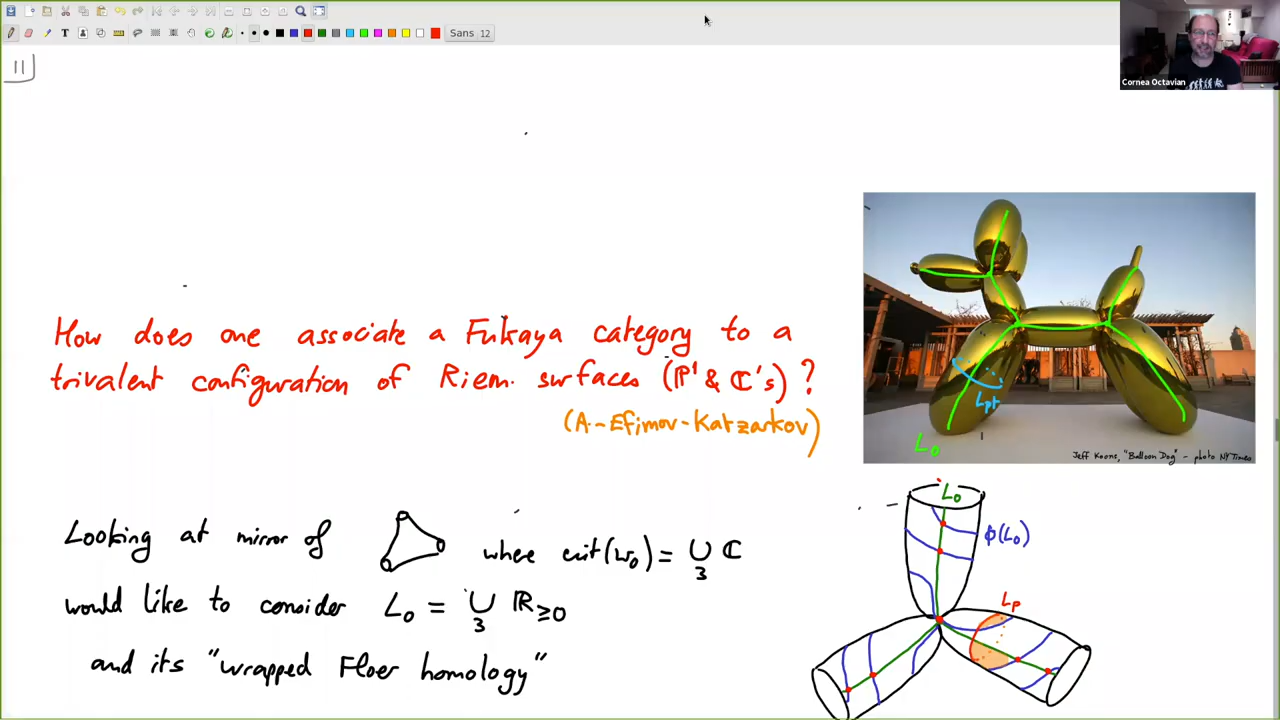 Sans 12
Cornea Octavian
11
How does one associate a Fukaya category to a
trivalent configuration of Riem. surfaces (ℙ¹ & ℂ's) ?
(A-Efimov-Katzarkov)
L₀
Lpt
Jeff Koons, "Balloon Dog" - photo NYTimes
Looking at mirror of where crit(W₀) = ∪₃ ℂ
would like to consider L₀ = ∪₃ ℝ≥0
and its "wrapped Floer homology"
L₀
ϕ(L₀)
Lp